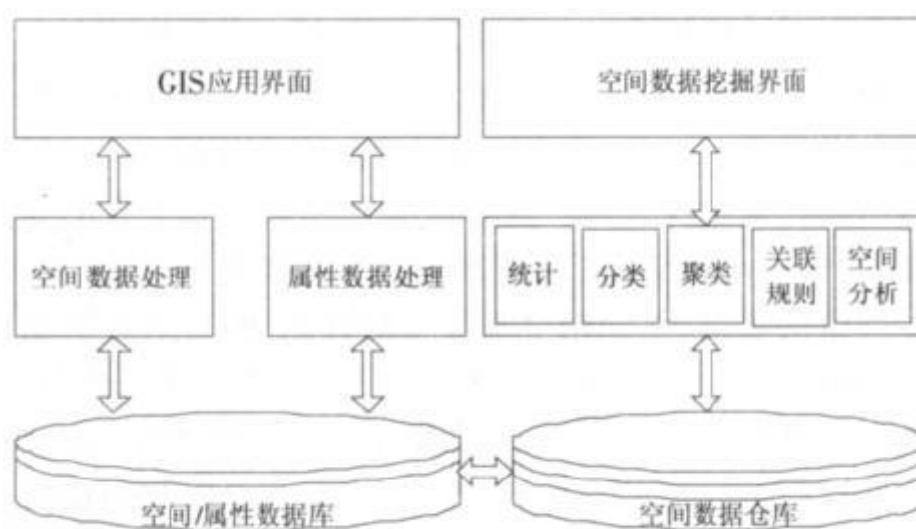 GIS应用界面
空间数据挖掘界面
空间数据处理
属性数据处理
统计
分类
聚类
关联
规则
空间
分析
空间/属性数据库
空间数据仓库